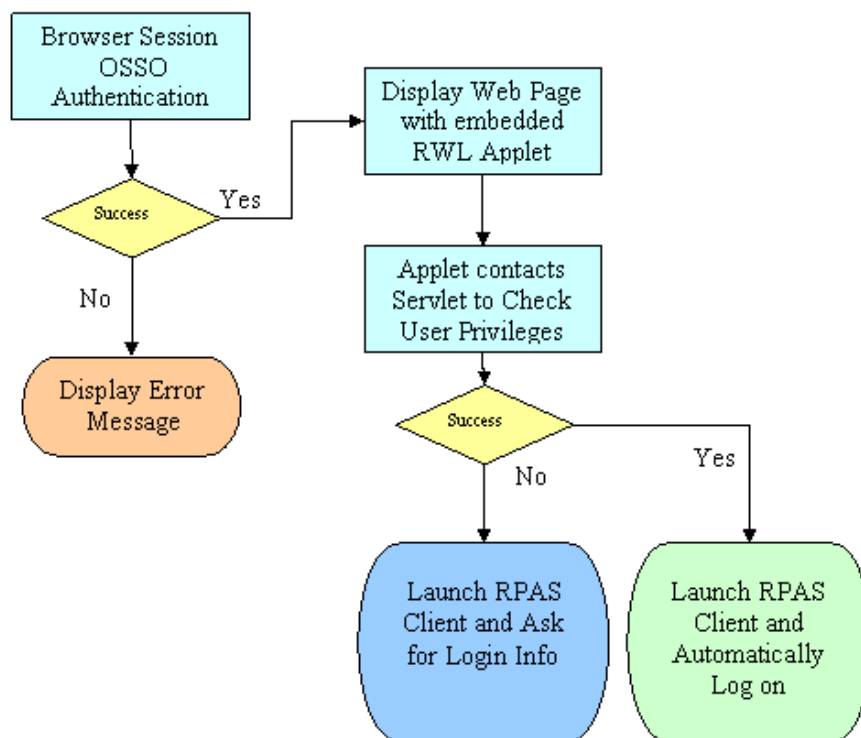 Browser Session
OSSO
Authentication
Display Web Page
with embedded
RWL Applet
Success
Yes
Applet contacts
Servlet to Check
User Privileges
No
Display Error
Message
Success
Yes
No
Launch RPAS
Client and Ask
for Login Info
Launch RPAS
Client and
Automatically
Log on